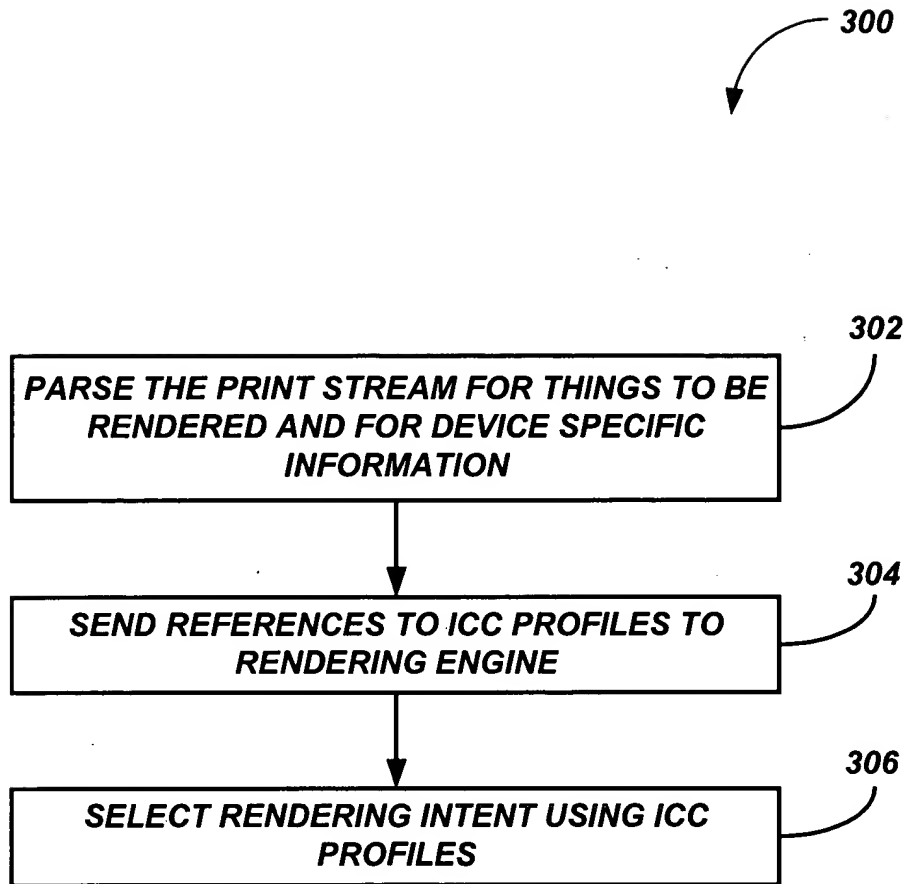 300
302
PARSE THE PRINT STREAM FOR THINGS TO BE
RENDERED AND FOR DEVICE SPECIFIC
INFORMATION
304
SEND REFERENCES TO ICC PROFILES TO
RENDERING ENGINE
306
SELECT RENDERING INTENT USING ICC
PROFILES